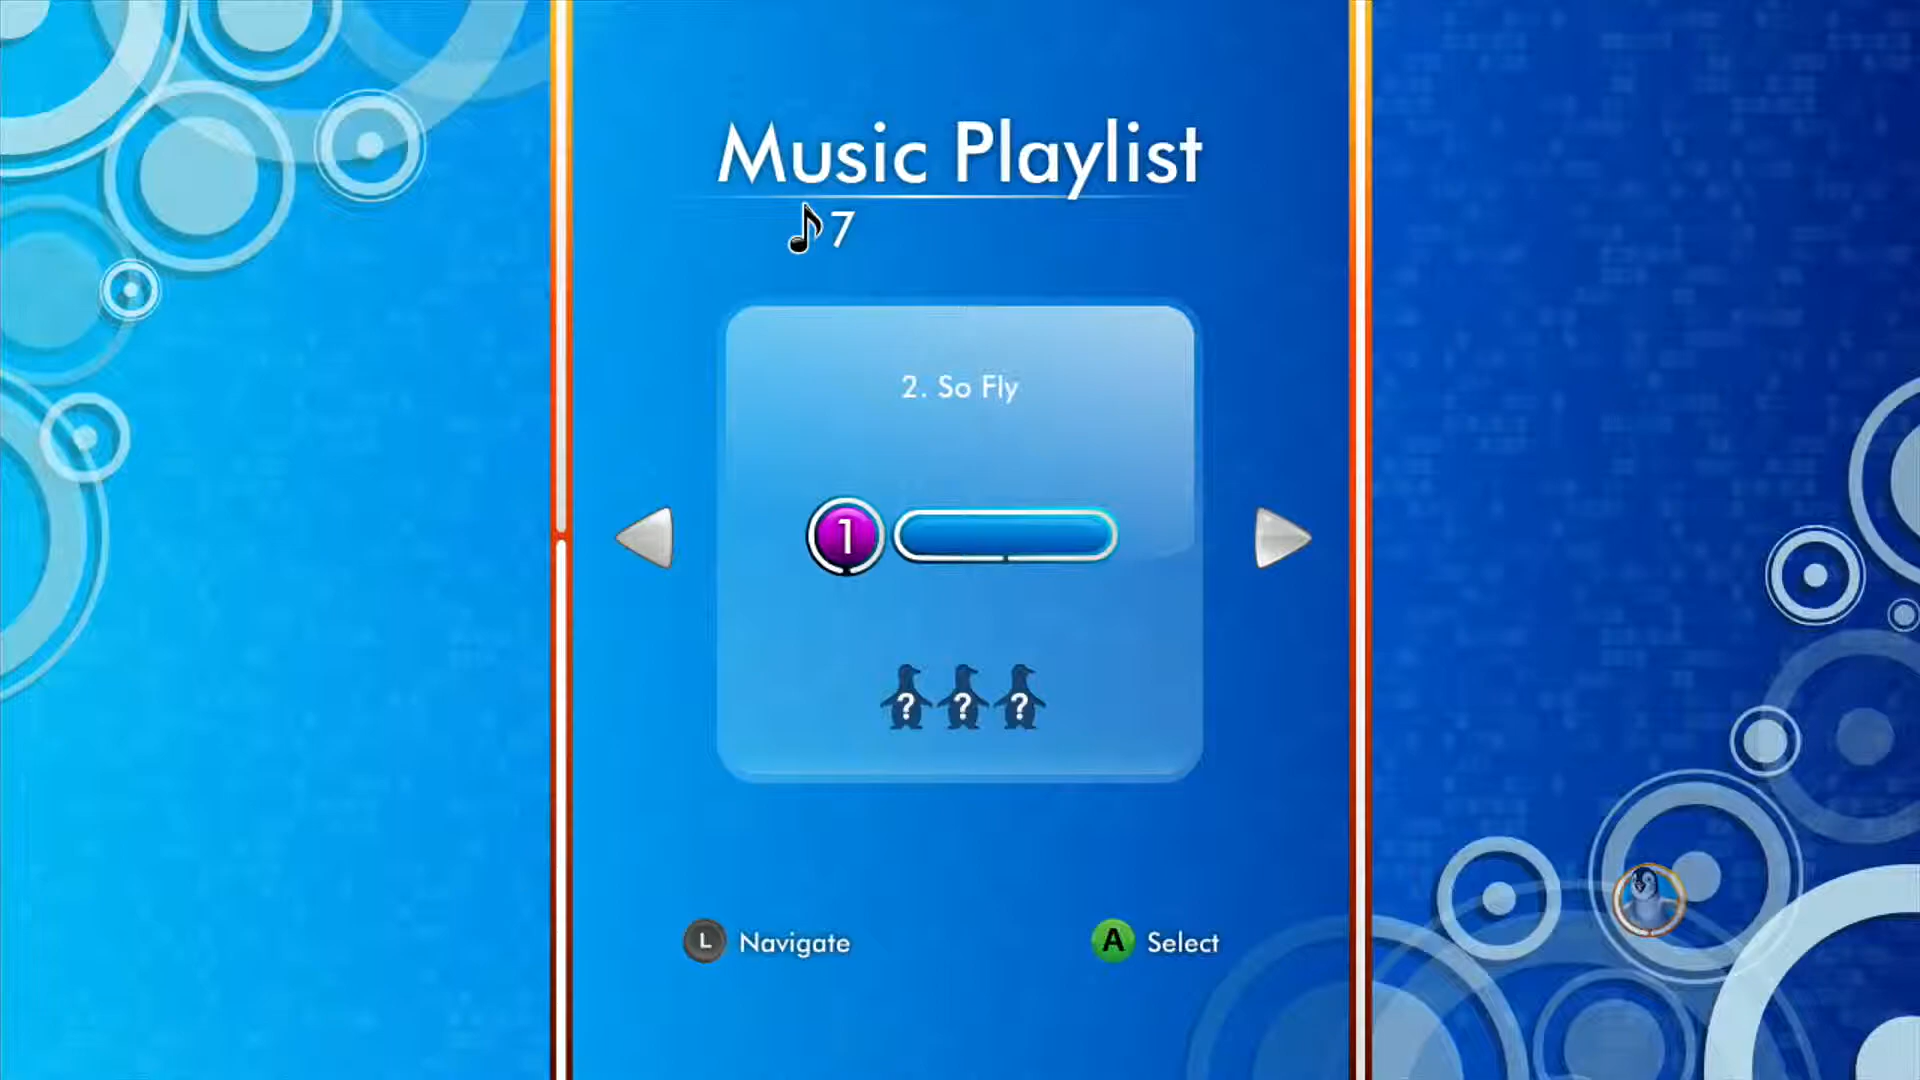 Music Playlist
7
2. So Fly
1
? ? ?
L Navigate
A Select